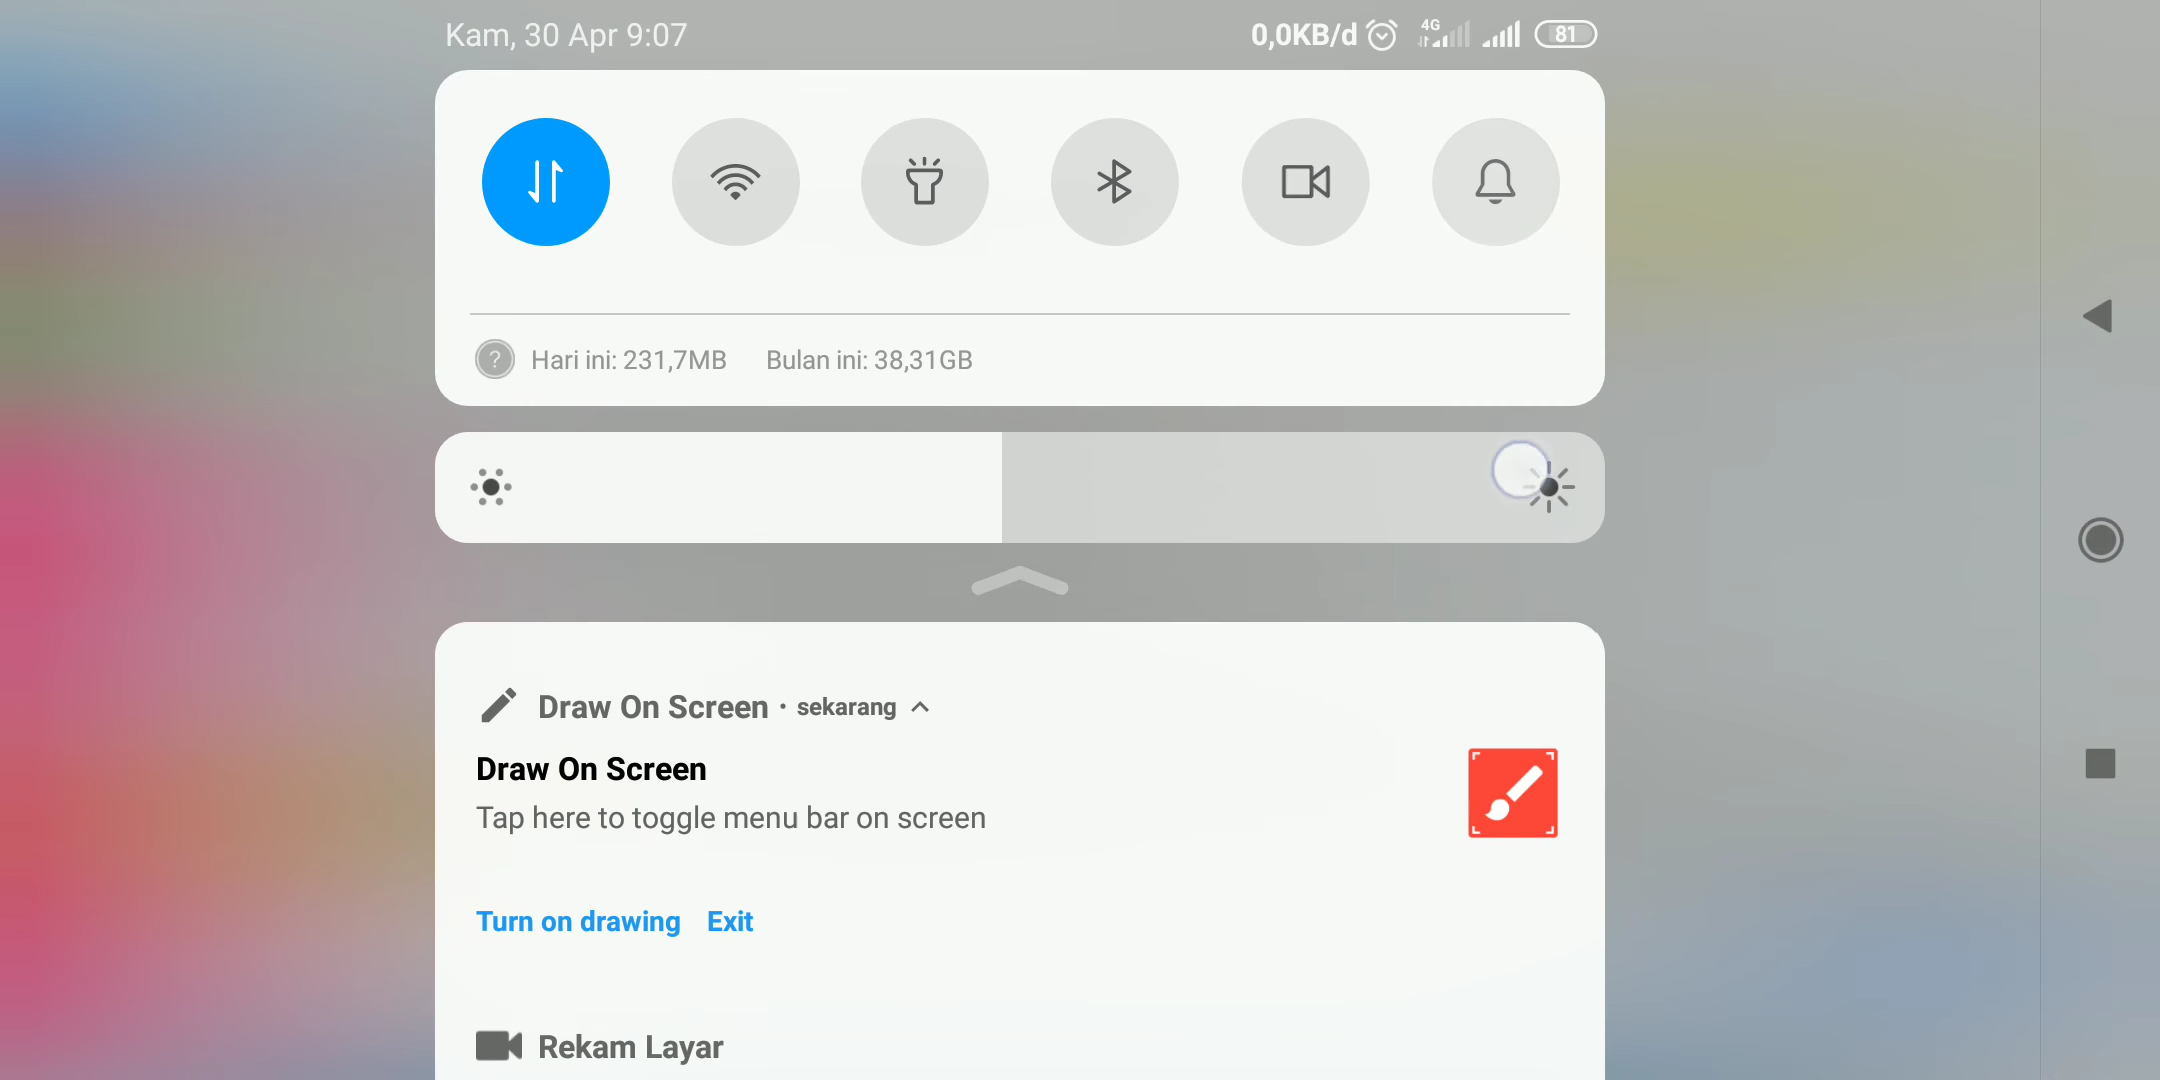 Kam, 30 Apr 9:07 0,0KB/d 4G 81
? Hari ini: 231,7MB Bulan ini: 38,31GB
Draw On Screen · sekarang
Draw On Screen
Tap here to toggle menu bar on screen
Turn on drawing Exit
Rekam Layar